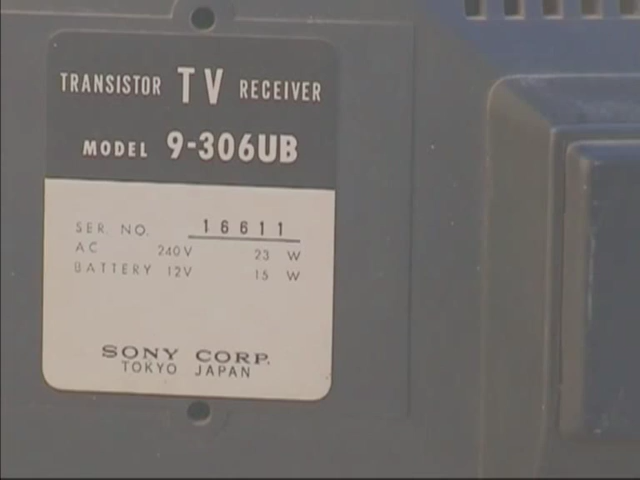 TRANSISTOR TV RECEIVER
MODEL 9-306UB
SER. NO. 16611
AC 240V 23 W
BATTERY 12V 15 W
SONY CORP.
TOKYO JAPAN